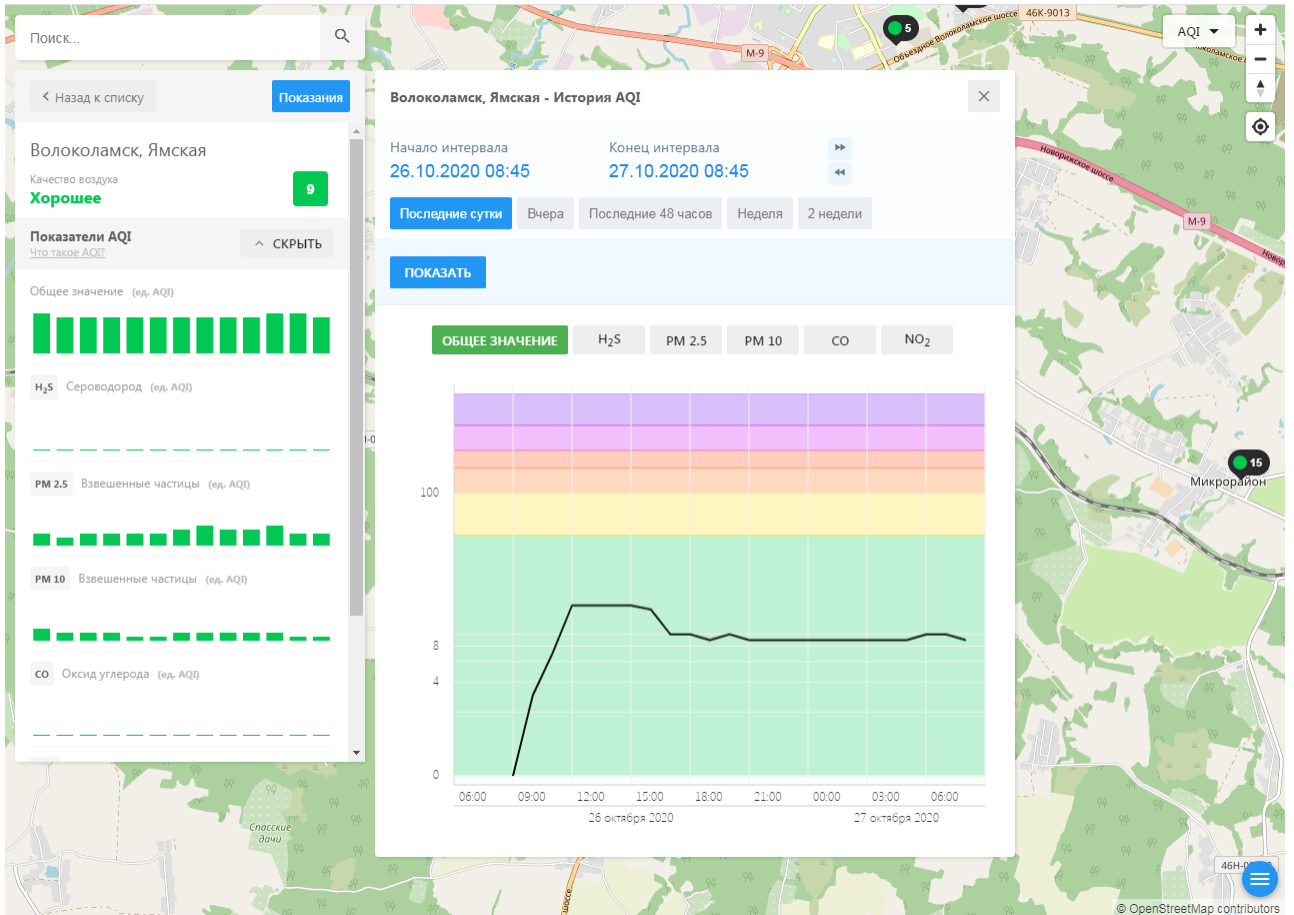 Поиск...
Назад к списку
Показания
Волоколамск, Ямская
Качество воздуха
Хорошее
9
Показатели AQI
Что такое AQI?
СКРЫТЬ
Общее значение (ед. AQI)
H2S Сероводород (ед. AQI)
PM 2.5 Взвешенные частицы (ед. AQI)
PM 10 Взвешенные частицы (ед. AQI)
CO Оксид углерода (ед. AQI)
Волоколамск, Ямская - История AQI
Начало интервала
26.10.2020 08:45
Конец интервала
27.10.2020 08:45
Последние сутки
Вчера
Последние 48 часов
Неделя
2 недели
ПОКАЗАТЬ
ОБЩЕЕ ЗНАЧЕНИЕ
H2S
PM 2.5
PM 10
CO
NO2
100
8
4
0
06:00 09:00 12:00 15:00 18:00 21:00 00:00 03:00 06:00
26 октября 2020 27 октября 2020
M-9
5
Объездное Волоколамское шоссе
46К-9013
AQI
Новорижское шоссе
M-9
15
Микрорайон
Спасские
дачи
© OpenStreetMap contributors